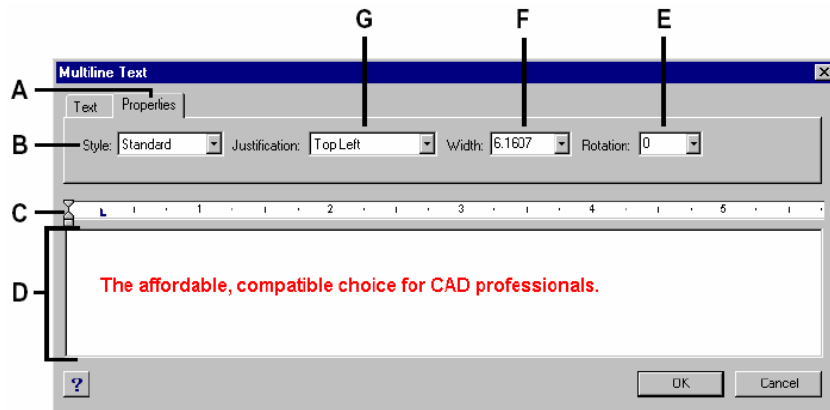 G F E
Multiline Text
A
Text Properties
B Style: Standard Justification: Top Left Width: 6.1607 Rotation: 0
C L 1 2 3 4 5
D The affordable, compatible choice for CAD professionals.
? OK Cancel